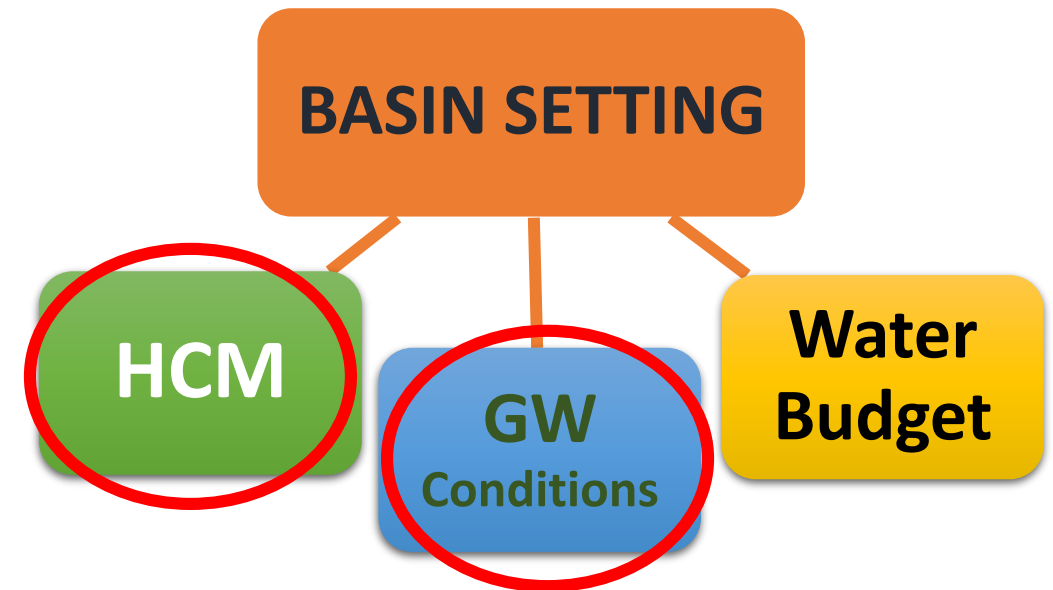 BASIN SETTING
HCM
GW
Conditions
Water
Budget